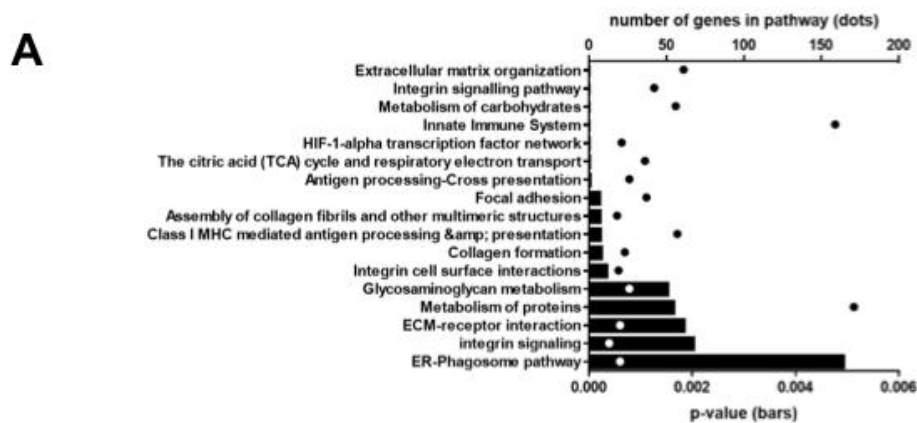 A
number of genes in pathway (dots)
0 50 100 150 200
Extracellular matrix organization
Integrin signalling pathway
Metabolism of carbohydrates
Innate Immune System
HIF-1-alpha transcription factor network
The citric acid (TCA) cycle and respiratory electron transport
Antigen processing-Cross presentation
Focal adhesion
Assembly of collagen fibrils and other multimeric structures
Class I MHC mediated antigen processing &amp; presentation
Collagen formation
Integrin cell surface interactions
Glycosaminoglycan metabolism
Metabolism of proteins
ECM-receptor interaction
integrin signaling
ER-Phagosome pathway
0.000 0.002 0.004 0.006
p-value (bars)